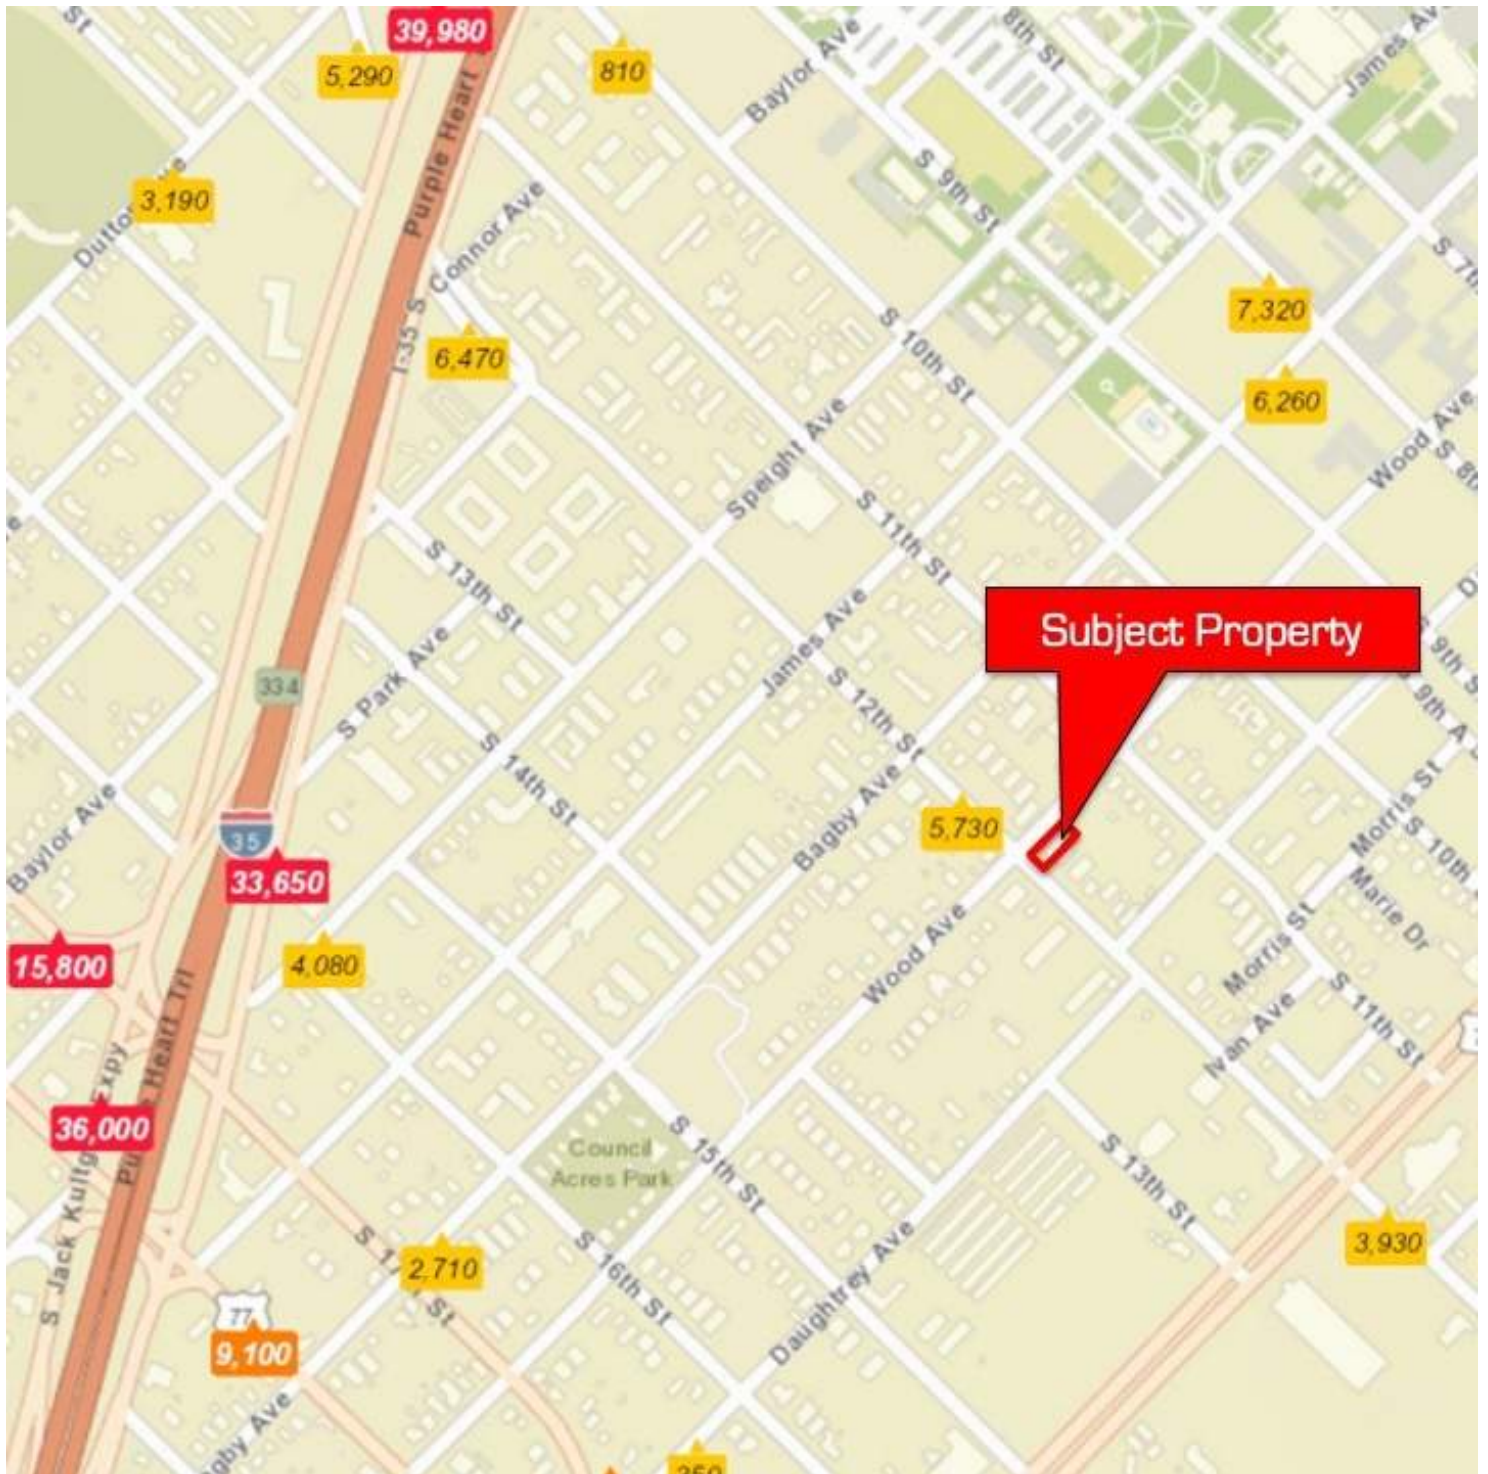 St
39,980
8th St
James Av
5,290
810
Baylor Ave
Purple Heart
3,190
Dutto
S 9th St
S Connor Ave
S 7th
7,320
I-35
6,470
S 10th St
6,260
Wood Ave
S 8th
Speight Ave
S 11th St
S 13th St
Subject Property
James Ave
S 9th S
334
S Park Ave
S 12th St
S 9th A
S 14th St
Bagby Ave
Morris St
5,730
35
Baylor Ave
S 10th
33,650
Marie Dr
Wood Ave
15,800
4,080
Morris St
S 11th St
Ivan Ave
Heart Trl
36,000
S Jack Kultg
Expy
Council
Acres Park
S 15th St
S 13th St
3,930
S 1
St
2,710
S 16th St
Daughtrey Ave
77
9,100
gby Ave